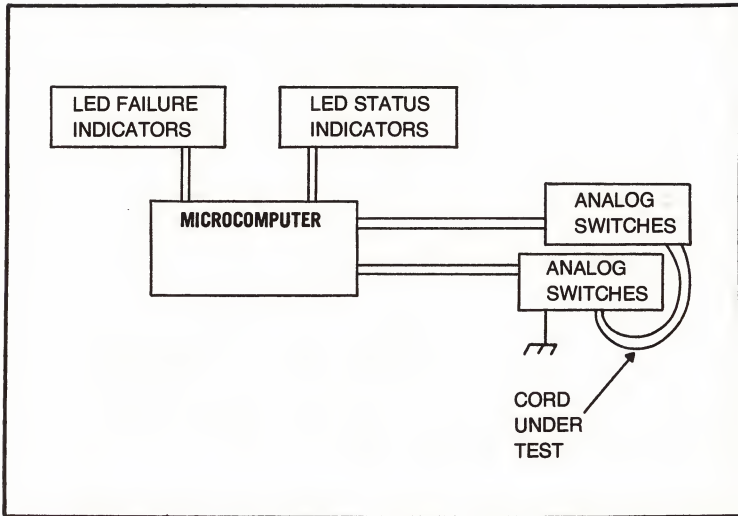 LED FAILURE
INDICATORS
LED STATUS
INDICATORS
MICROCOMPUTER
ANALOG
SWITCHES
ANALOG
SWITCHES
CORD
UNDER
TEST